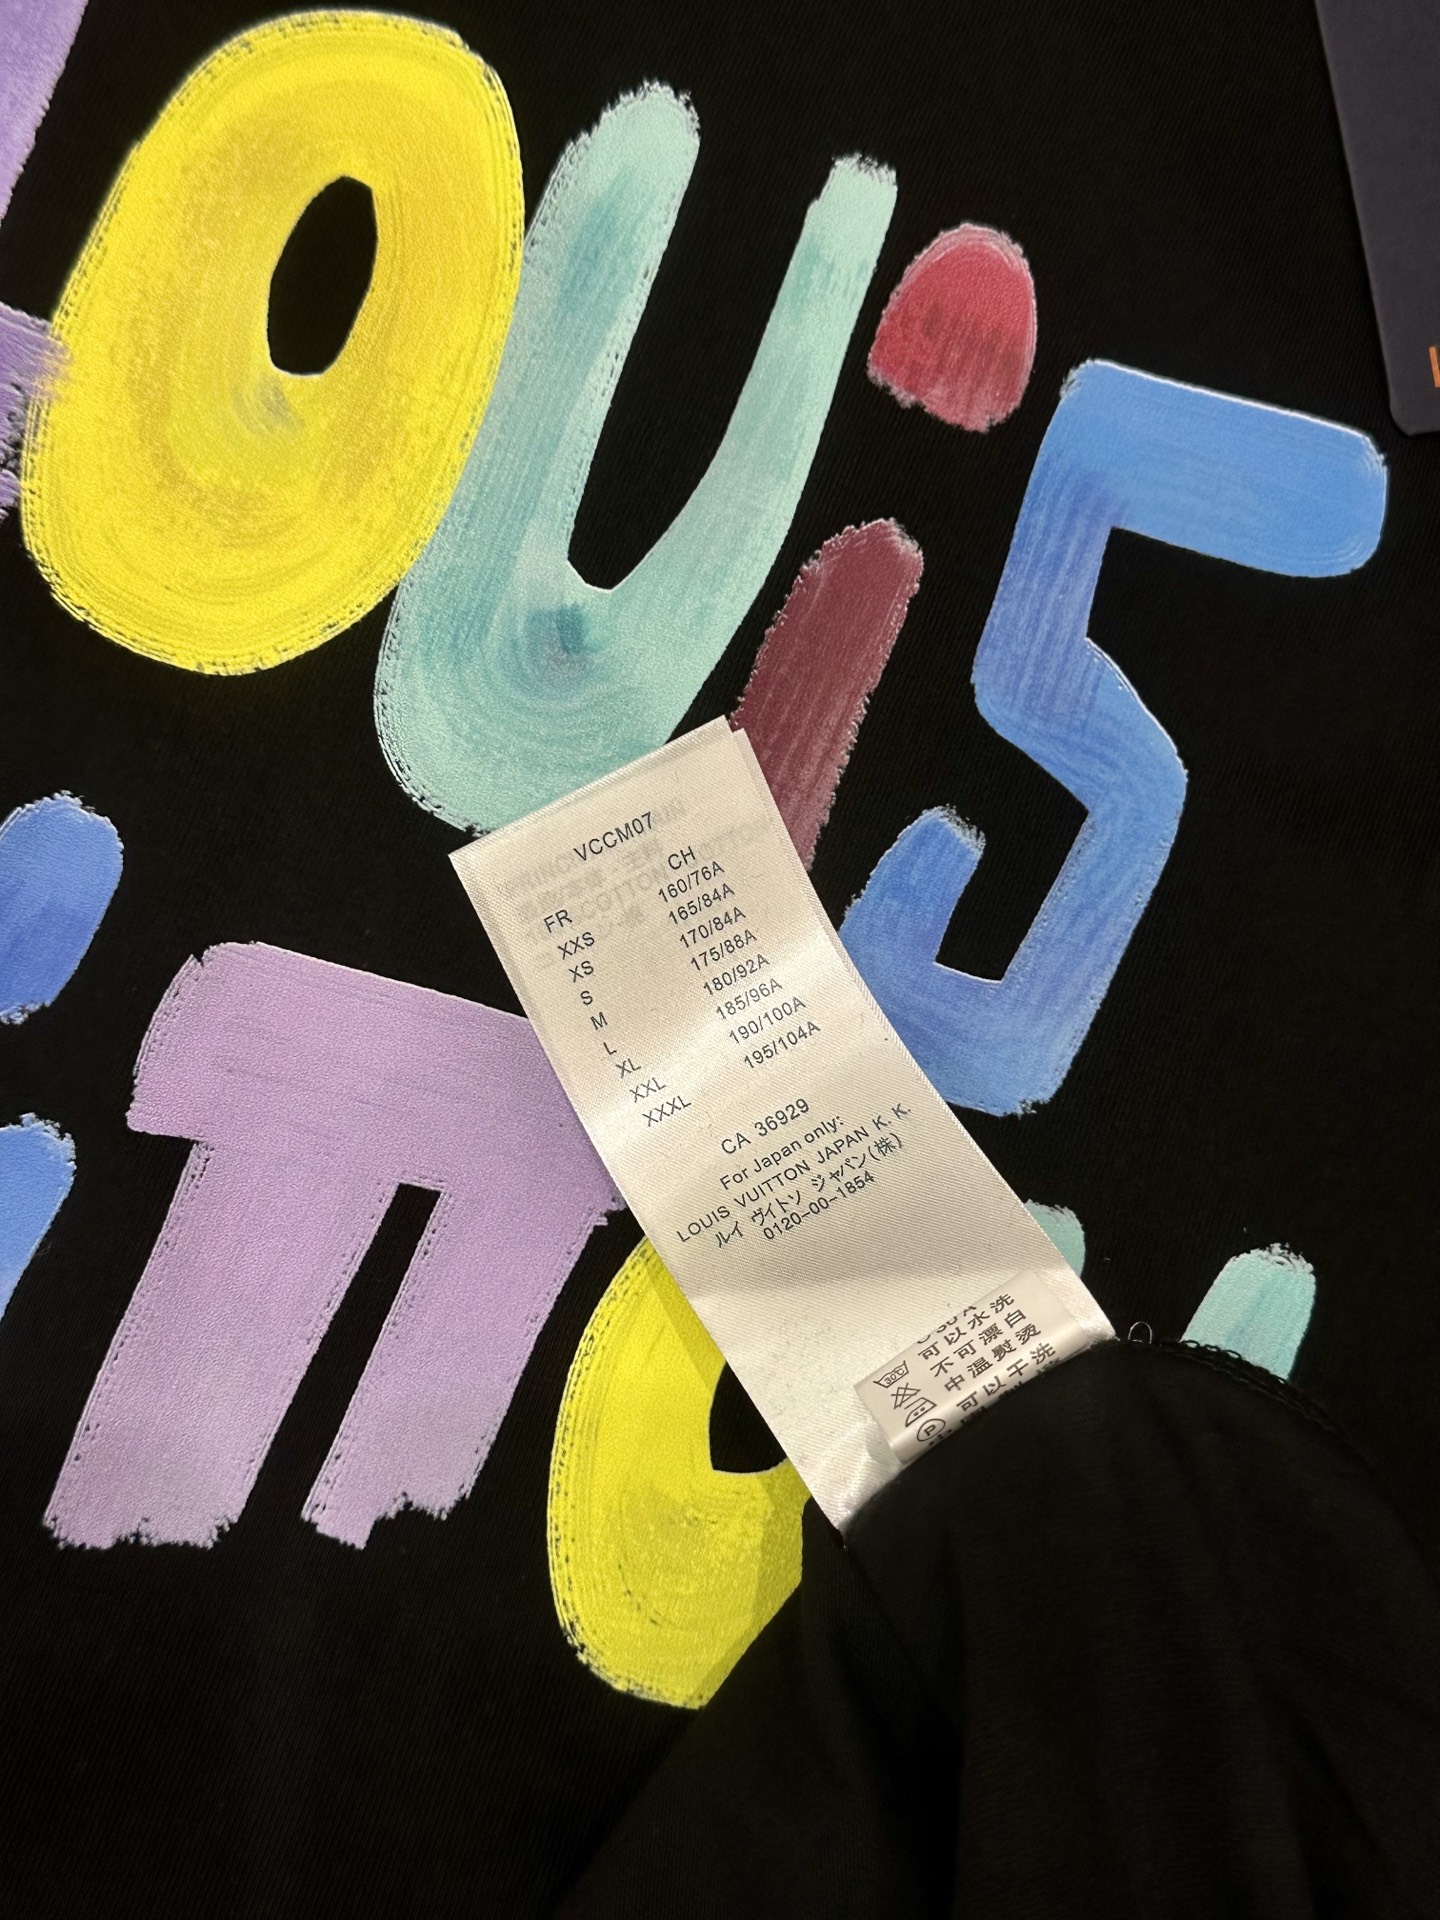 ouis
VCCM07
FR CH
XXS 160/76A
XS 165/84A
S 170/84A
M 175/88A
L 180/92A
XL 185/96A
XXL 190/100A
XXXL 195/104A
CA 36929
For Japan only:
LOUIS VUITTON JAPAN K. K.
ルイ ヴィトン ジャパン(株)
0120-00-1854
可以水洗
30℃ 不可漂白
中温熨烫
P 可以干洗